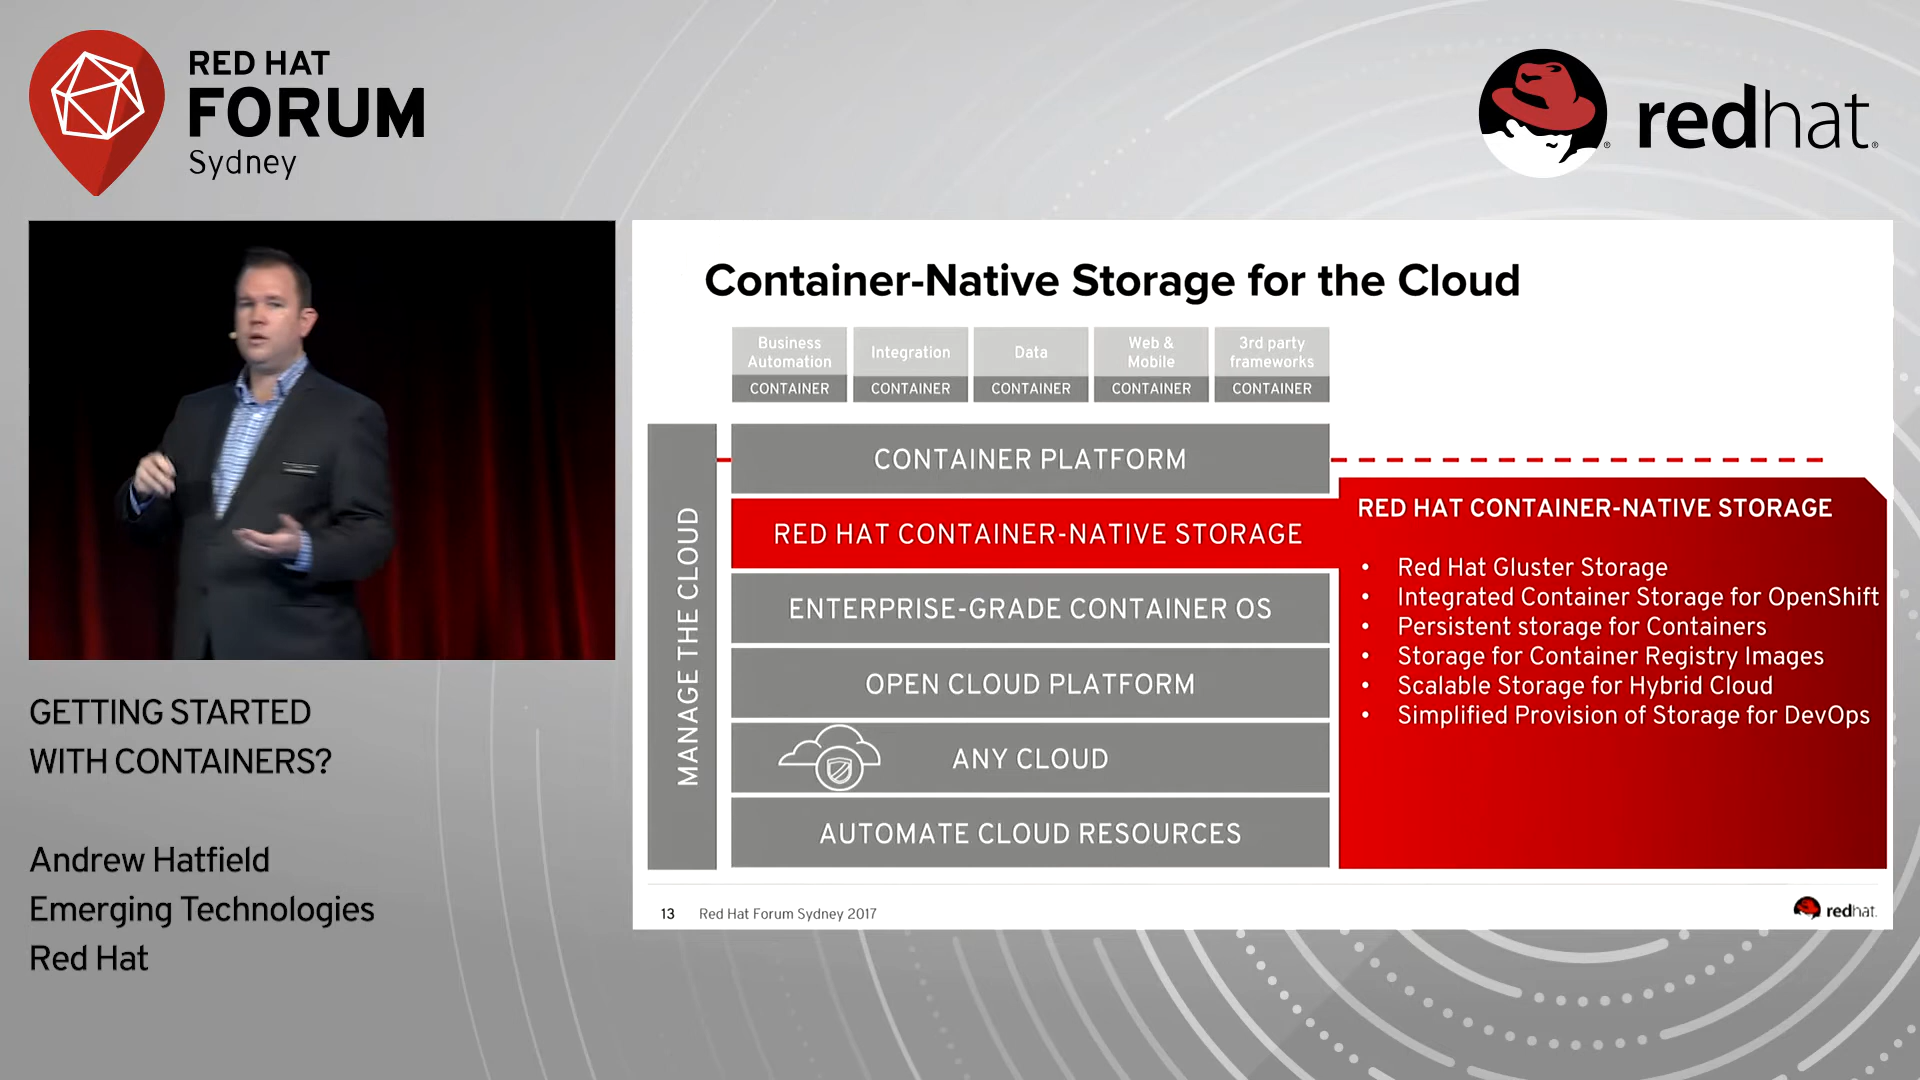 RED HAT
FORUM
Sydney
redhat.
GETTING STARTED
WITH CONTAINERS?
Andrew Hatfield
Emerging Technologies
Red Hat
Container-Native Storage for the Cloud
Business
Automation
CONTAINER
Integration
CONTAINER
Data
CONTAINER
Web &
Mobile
CONTAINER
3rd party
frameworks
CONTAINER
MANAGE THE CLOUD
CONTAINER PLATFORM
RED HAT CONTAINER-NATIVE STORAGE
ENTERPRISE-GRADE CONTAINER OS
OPEN CLOUD PLATFORM
ANY CLOUD
AUTOMATE CLOUD RESOURCES
RED HAT CONTAINER-NATIVE STORAGE
• Red Hat Gluster Storage
• Integrated Container Storage for OpenShift
• Persistent storage for Containers
• Storage for Container Registry Images
• Scalable Storage for Hybrid Cloud
• Simplified Provision of Storage for DevOps
13 Red Hat Forum Sydney 2017
redhat.